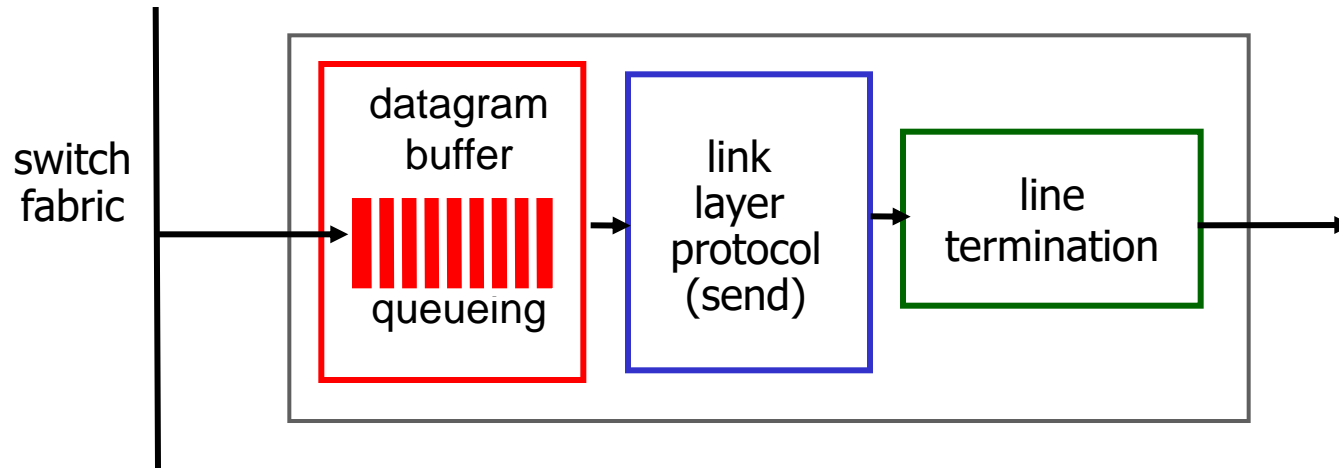 switch
fabric
datagram
buffer
queueing
link
layer
protocol
(send)
line
termination